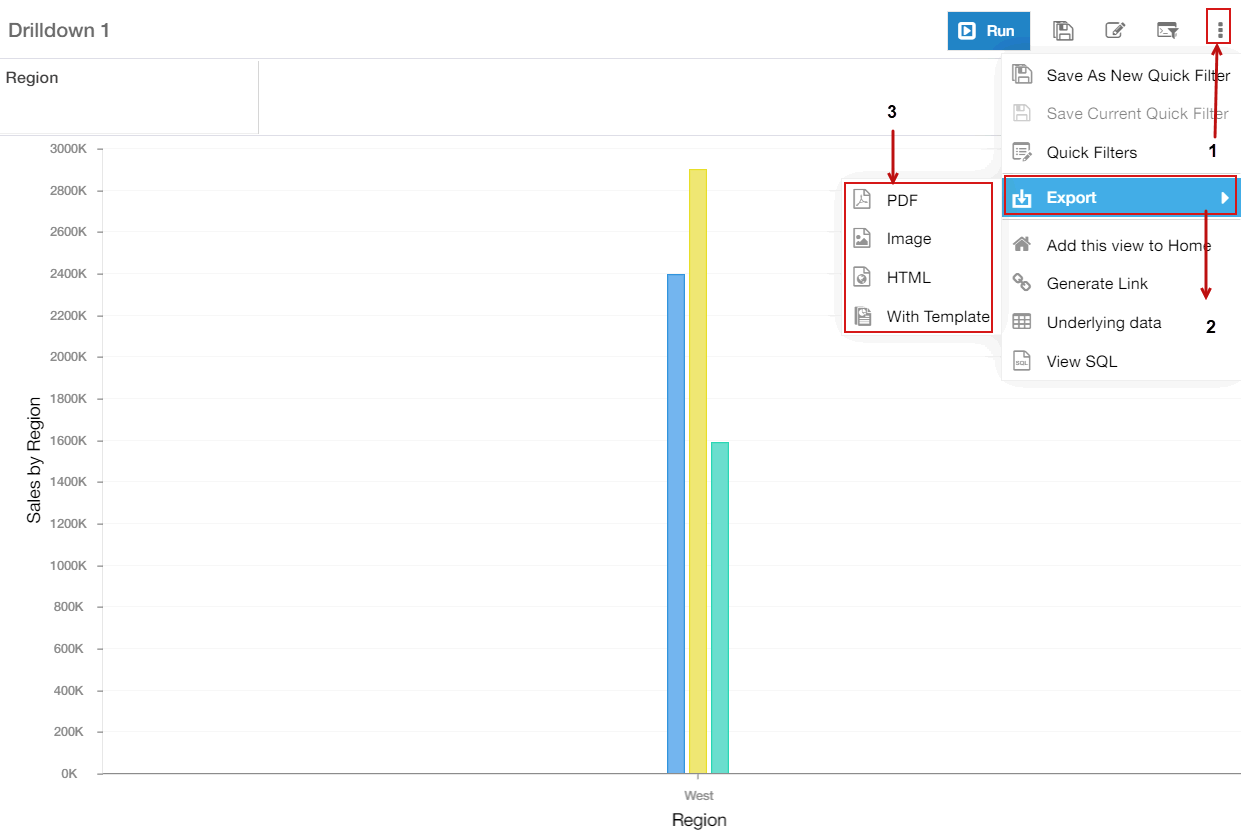 Drilldown 1
Run
Region
Save As New Quick Filter
Save Current Quick Filter
Quick Filters
1
Export
Add this view to Home
Generate Link
Underlying data
2
View SQL
3
PDF
Image
HTML
With Template
3000K
2800K
2600K
2400K
2200K
2000K
1800K
1600K
1400K
1200K
1000K
800K
600K
400K
200K
0K
Sales by Region
West
Region